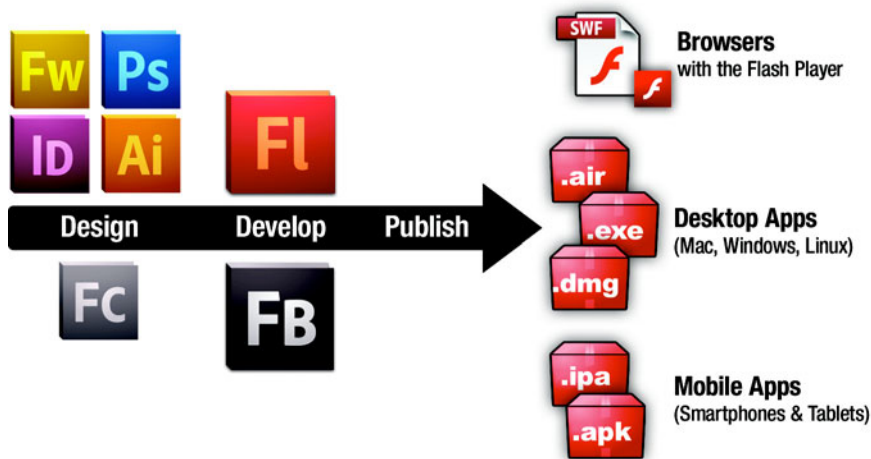 Fw Ps
ID Ai
Fl
Design Develop Publish
FC
FB
SWF
Browsers
with the Flash Player
.air
.exe
.dmg
Desktop Apps
(Mac, Windows, Linux)
.ipa
.apk
Mobile Apps
(Smartphones & Tablets)